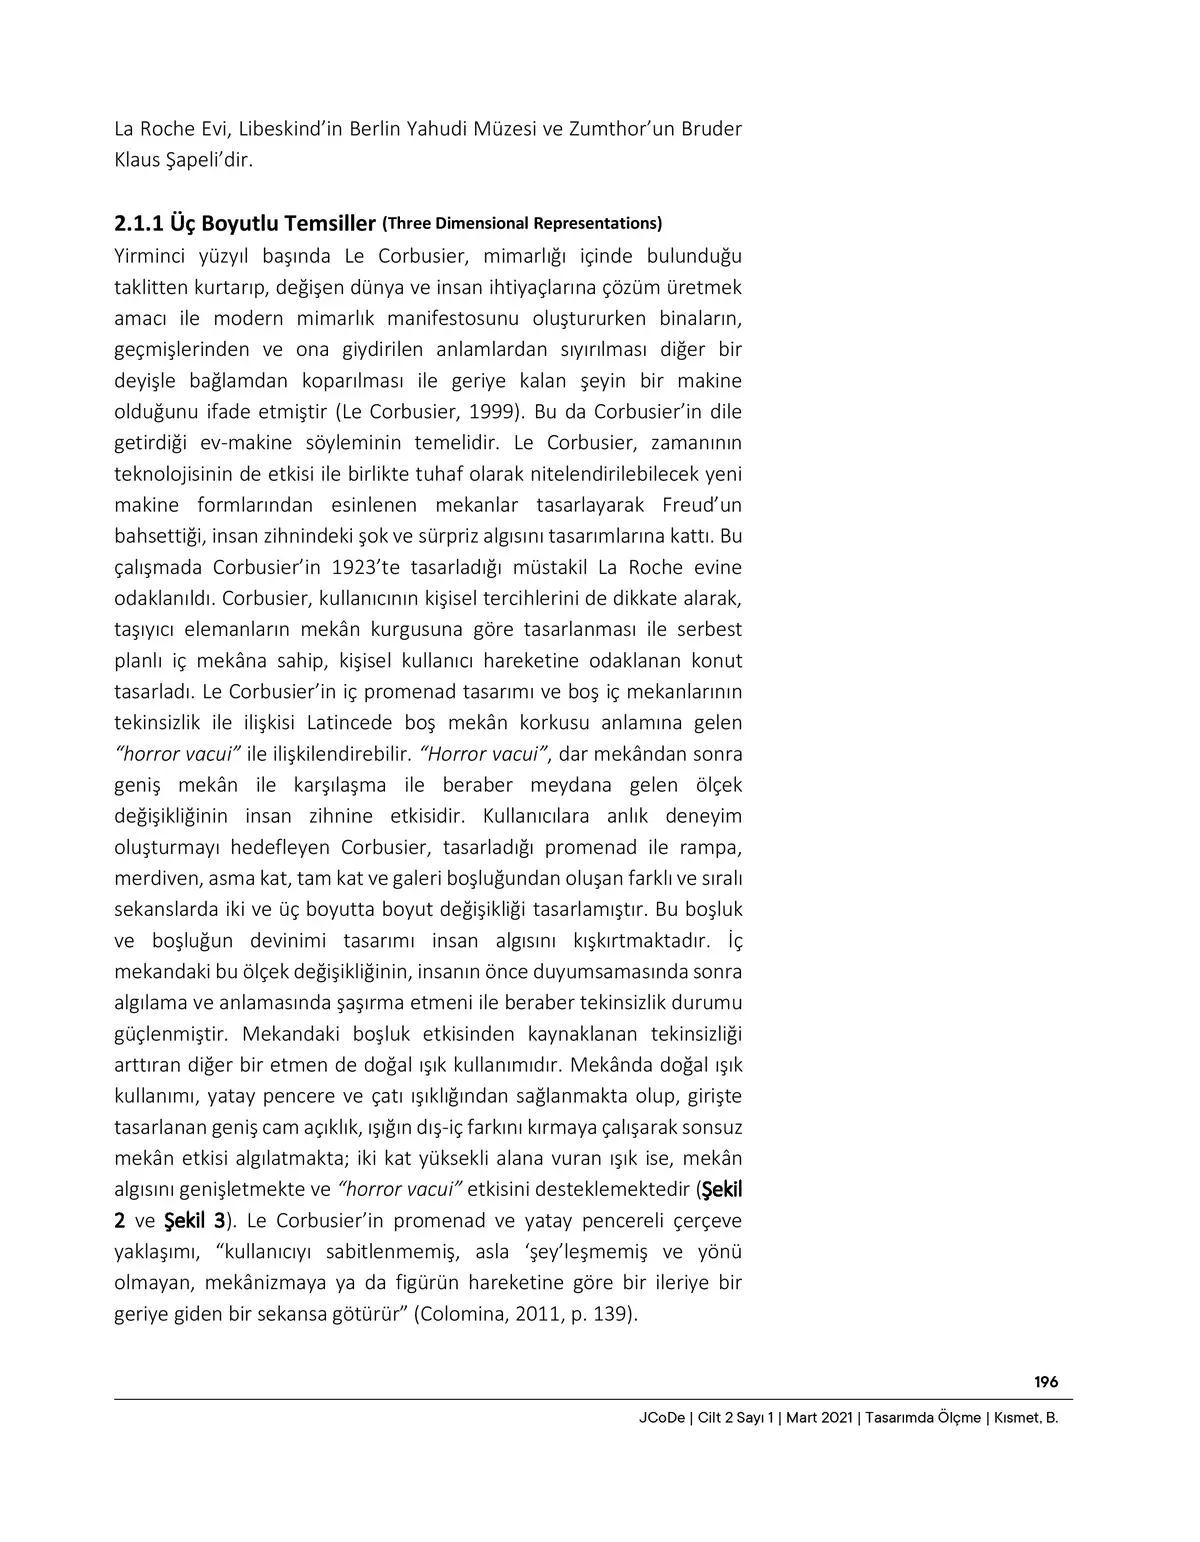 La Roche Evi, Libeskind’in Berlin Yahudi Müzesi ve Zumthor’un Bruder
Klaus Şapeli’dir.
2.1.1 Üç Boyutlu Temsiller (Three Dimensional Representations)
Yirminci yüzyıl başında Le Corbusier, mimarlığı içinde bulunduğu
taklitten kurtarıp, değişen dünya ve insan ihtiyaçlarına çözüm üretmek
amacı ile modern mimarlık manifestosunu oluştururken binaların,
geçmişlerinden ve ona giydirilen anlamlardan sıyırılması diğer bir
deyişle bağlamdan koparılması ile geriye kalan şeyin bir makine
olduğunu ifade etmiştir (Le Corbusier, 1999). Bu da Corbusier’in dile
getirdiği ev-makine söyleminin temelidir. Le Corbusier, zamanının
teknolojisinin de etkisi ile birlikte tuhaf olarak nitelendirilebilecek yeni
makine formlarından esinlenen mekanlar tasarlayarak Freud’un
bahsettiği, insan zihnindeki şok ve sürpriz algısını tasarımlarına kattı. Bu
çalışmada Corbusier’in 1923’te tasarladığı müstakil La Roche evine
odaklanıldı. Corbusier, kullanıcının kişisel tercihlerini de dikkate alarak,
taşıyıcı elemanların mekân kurgusuna göre tasarlanması ile serbest
planlı iç mekâna sahip, kişisel kullanıcı hareketine odaklanan konut
tasarladı. Le Corbusier’in iç promenad tasarımı ve boş iç mekanlarının
tekinsizlik ile ilişkisi Latincede boş mekân korkusu anlamına gelen
“horror vacui” ile ilişkilendirebilir. “Horror vacui”, dar mekândan sonra
geniş mekân ile karşılaşma ile beraber meydana gelen ölçek
değişikliğinin insan zihnine etkisidir. Kullanıcılara anlık deneyim
oluşturmayı hedefleyen Corbusier, tasarladığı promenad ile rampa,
merdiven, asma kat, tam kat ve galeri boşluğundan oluşan farklı ve sıralı
sekanslarda iki ve üç boyutta boyut değişikliği tasarlamıştır. Bu boşluk
ve boşluğun devinimi tasarımı insan algısını kışkırtmaktadır. İç
mekandaki bu ölçek değişikliğinin, insanın önce duyumsamasında sonra
algılama ve anlamasında şaşırma etmeni ile beraber tekinsizlik durumu
güçlenmiştir. Mekandaki boşluk etkisinden kaynaklanan tekinsizliği
arttıran diğer bir etmen de doğal ışık kullanımıdır. Mekânda doğal ışık
kullanımı, yatay pencere ve çatı ışıklığından sağlanmakta olup, girişte
tasarlanan geniş cam açıklık, ışığın dış-iç farkını kırmaya çalışarak sonsuz
mekân etkisi algılatmakta; iki kat yüksekli alana vuran ışık ise, mekân
algısını genişletmekte ve “horror vacui” etkisini desteklemektedir (Şekil
2 ve Şekil 3). Le Corbusier’in promenad ve yatay pencereli çerçeve
yaklaşımı, “kullanıcıyı sabitlenmemiş, asla ‘şey’leşmemiş ve yönü
olmayan, mekânizmaya ya da figürün hareketine göre bir ileriye bir
geriye giden bir sekansa götürür” (Colomina, 2011, p. 139).
196
JCoDe | Cilt 2 Sayı 1 | Mart 2021 | Tasarımda Ölçme | Kısmet, B.